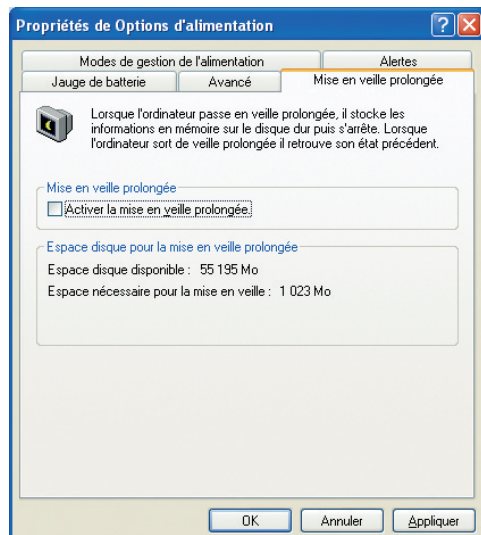 Propriétés de Options d'alimentation
Modes de gestion de l'alimentation
Alertes
Jauge de batterie
Avancé
Mise en veille prolongée
Lorsque l'ordinateur passe en veille prolongée, il stocke les
informations en mémoire sur le disque dur puis s'arrête. Lorsque
l'ordinateur sort de veille prolongée il retrouve son état précédent.
Mise en veille prolongée
Activer la mise en veille prolongée.
Espace disque pour la mise en veille prolongée
Espace disque disponible : 55 195 Mo
Espace nécessaire pour la mise en veille : 1 023 Mo
OK
Annuler
Appliquer